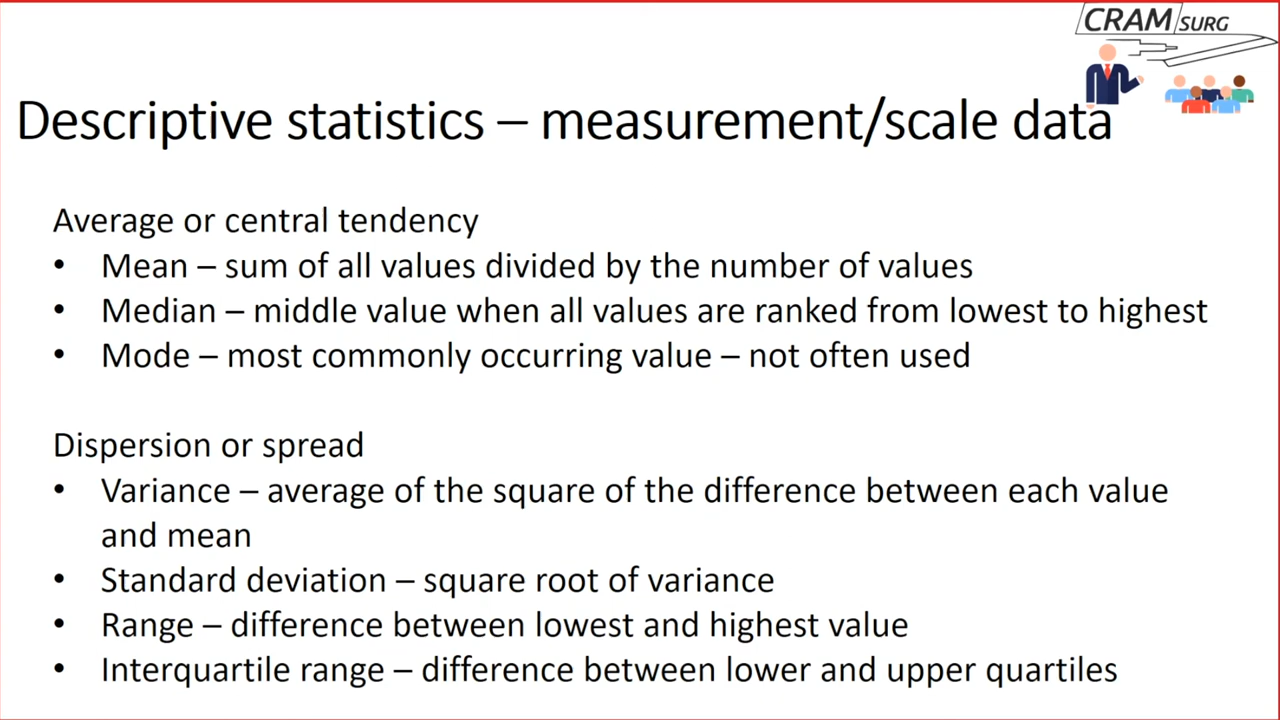 CRAM SURG
Descriptive statistics – measurement/scale data
Average or central tendency
• Mean – sum of all values divided by the number of values
• Median – middle value when all values are ranked from lowest to highest
• Mode – most commonly occurring value – not often used
Dispersion or spread
• Variance – average of the square of the difference between each value
and mean
• Standard deviation – square root of variance
• Range – difference between lowest and highest value
• Interquartile range – difference between lower and upper quartiles